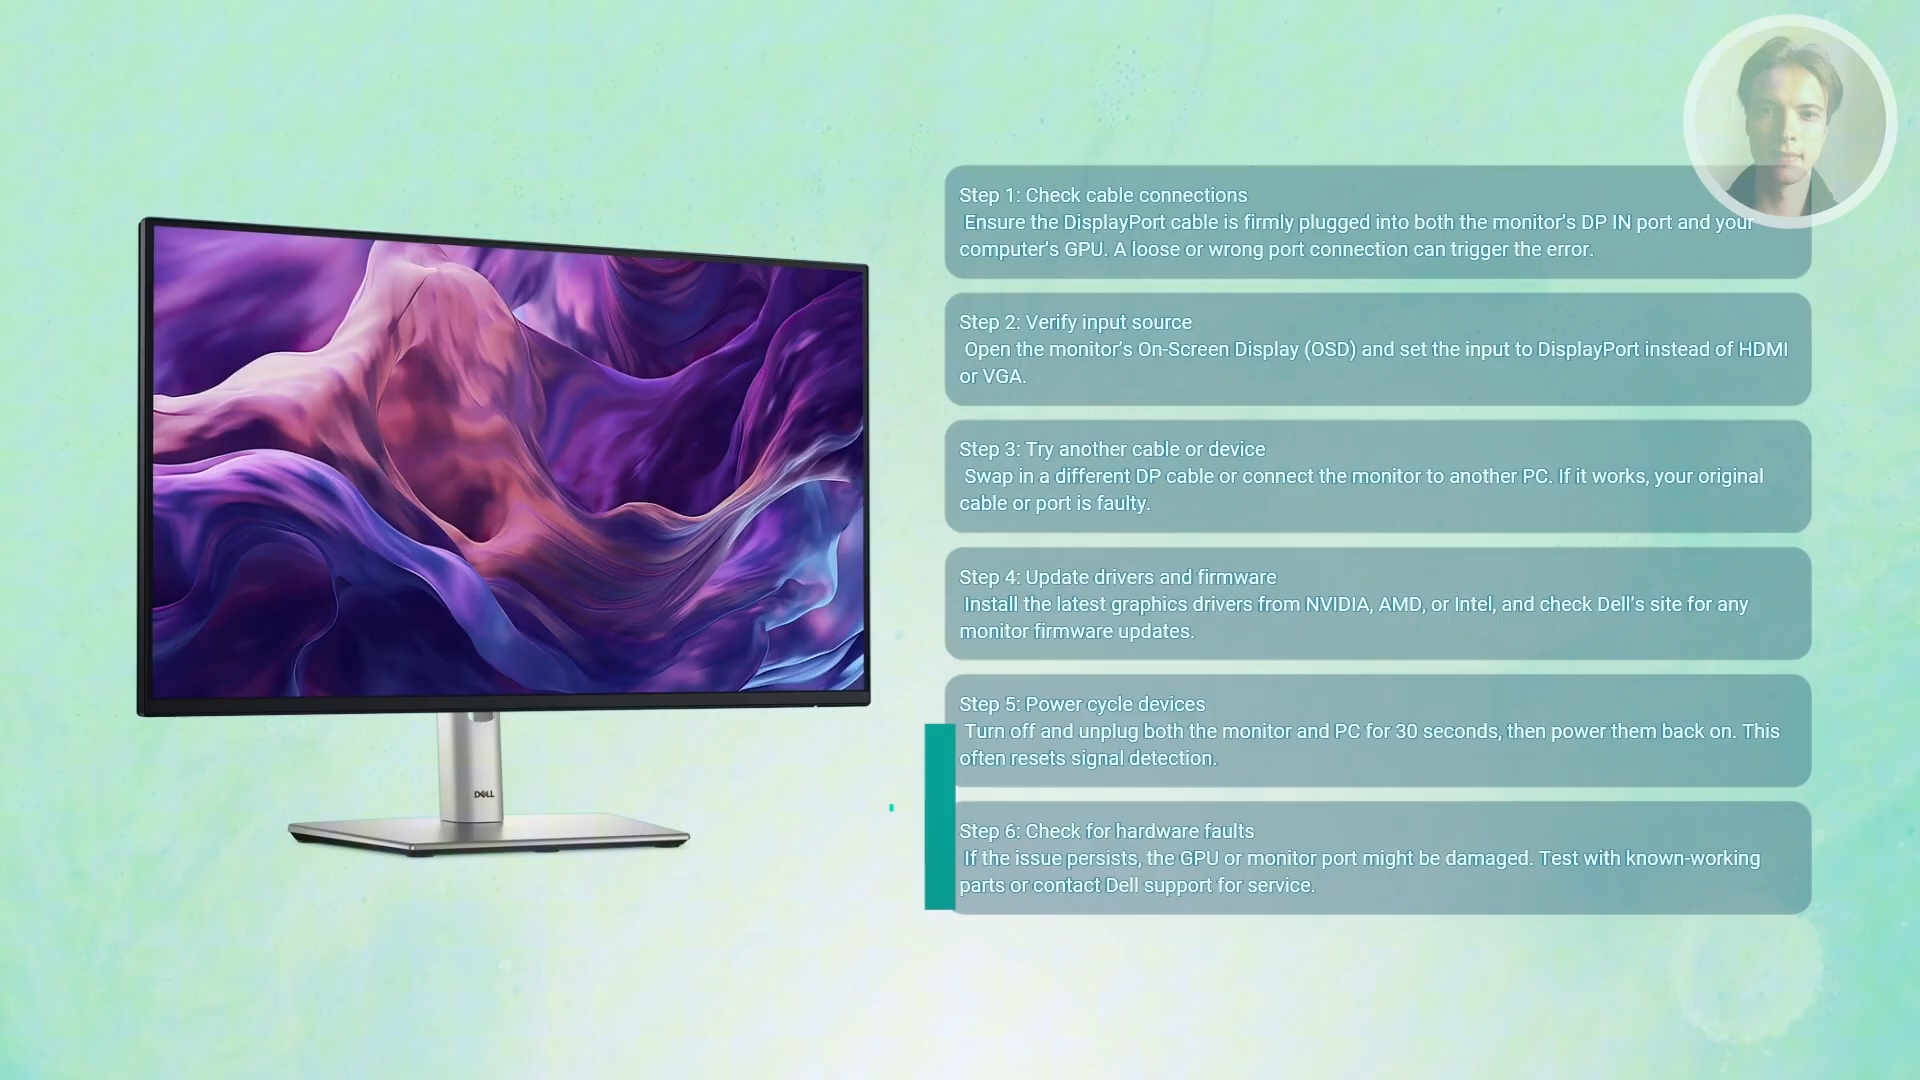 Step 1: Check cable connections
Ensure the DisplayPort cable is firmly plugged into both the monitor's DP IN port and your
computer's GPU. A loose or wrong port connection can trigger the error.
Step 2: Verify input source
Open the monitor's On-Screen Display (OSD) and set the input to DisplayPort instead of HDMI
or VGA.
Step 3: Try another cable or device
Swap in a different DP cable or connect the monitor to another PC. If it works, your original
cable or port is faulty.
Step 4: Update drivers and firmware
Install the latest graphics drivers from NVIDIA, AMD, or Intel, and check Dell's site for any
monitor firmware updates.
Step 5: Power cycle devices
Turn off and unplug both the monitor and PC for 30 seconds, then power them back on. This
often resets signal detection.
DELL
Step 6: Check for hardware faults
If the issue persists, the GPU or monitor port might be damaged. Test with known-working
parts or contact Dell support for service.